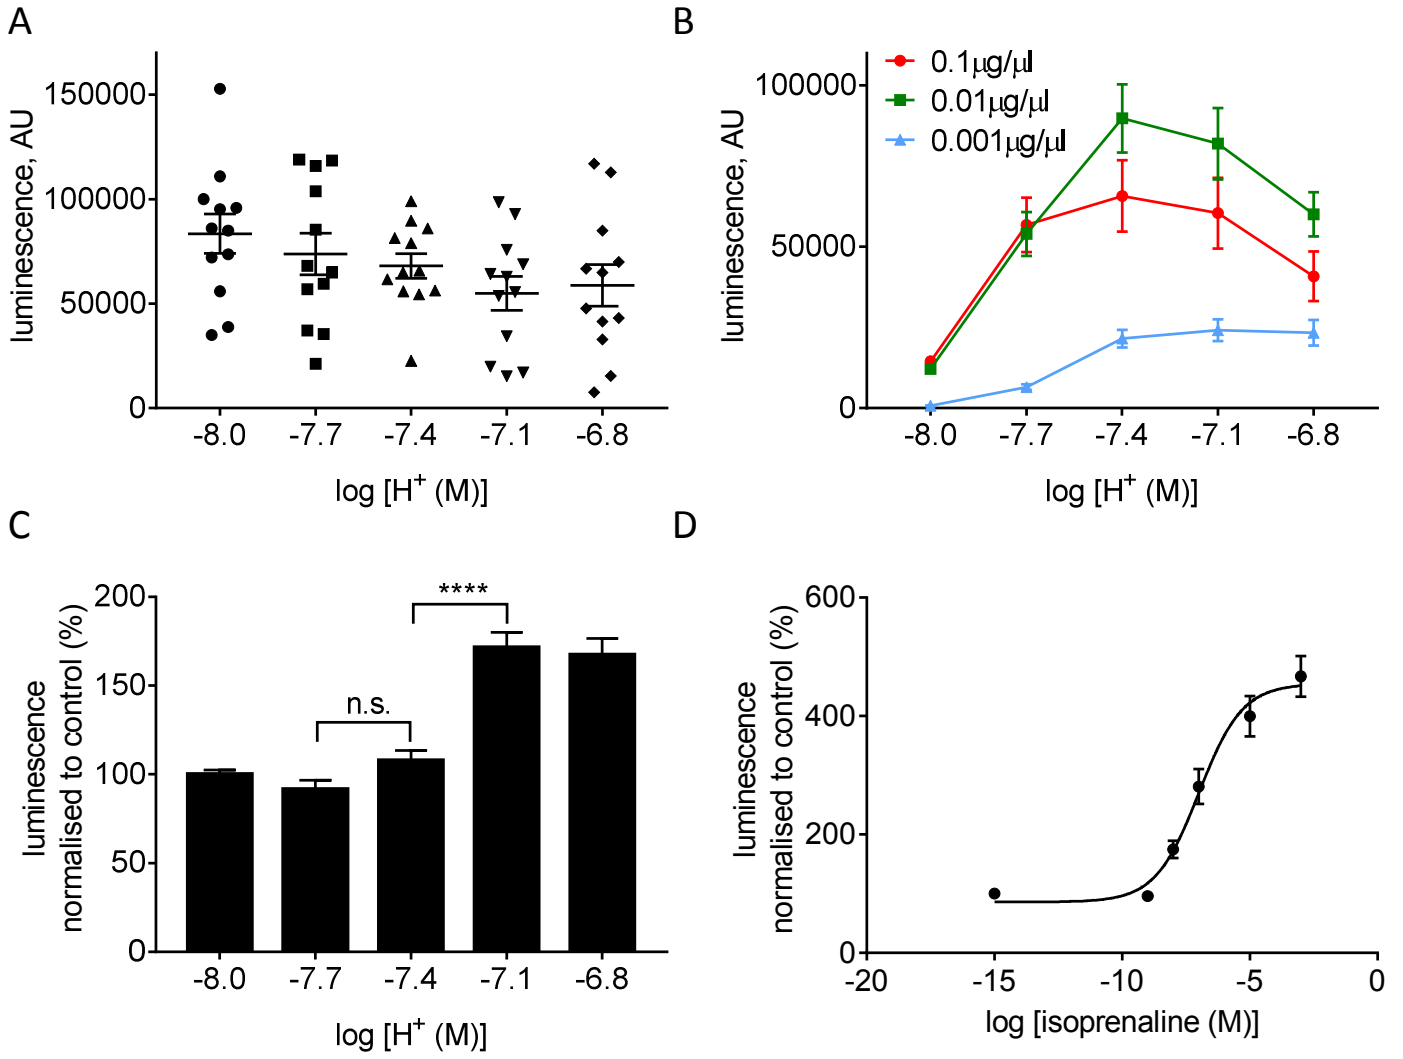 A
luminescence, AU
150000
100000
50000
0
-8.0 -7.7 -7.4 -7.1 -6.8
log [H⁺ (M)]
B
luminescence, AU
100000
50000
0
0.1µg/µl
0.01µg/µl
0.001µg/µl
-8.0 -7.7 -7.4 -7.1 -6.8
log [H⁺ (M)]
C
luminescence
normalised to control (%)
200
150
100
50
0
n.s.
****
-8.0 -7.7 -7.4 -7.1 -6.8
log [H⁺ (M)]
D
luminescence
normalised to control (%)
600
400
200
0
-20 -15 -10 -5 0
log [isoprenaline (M)]